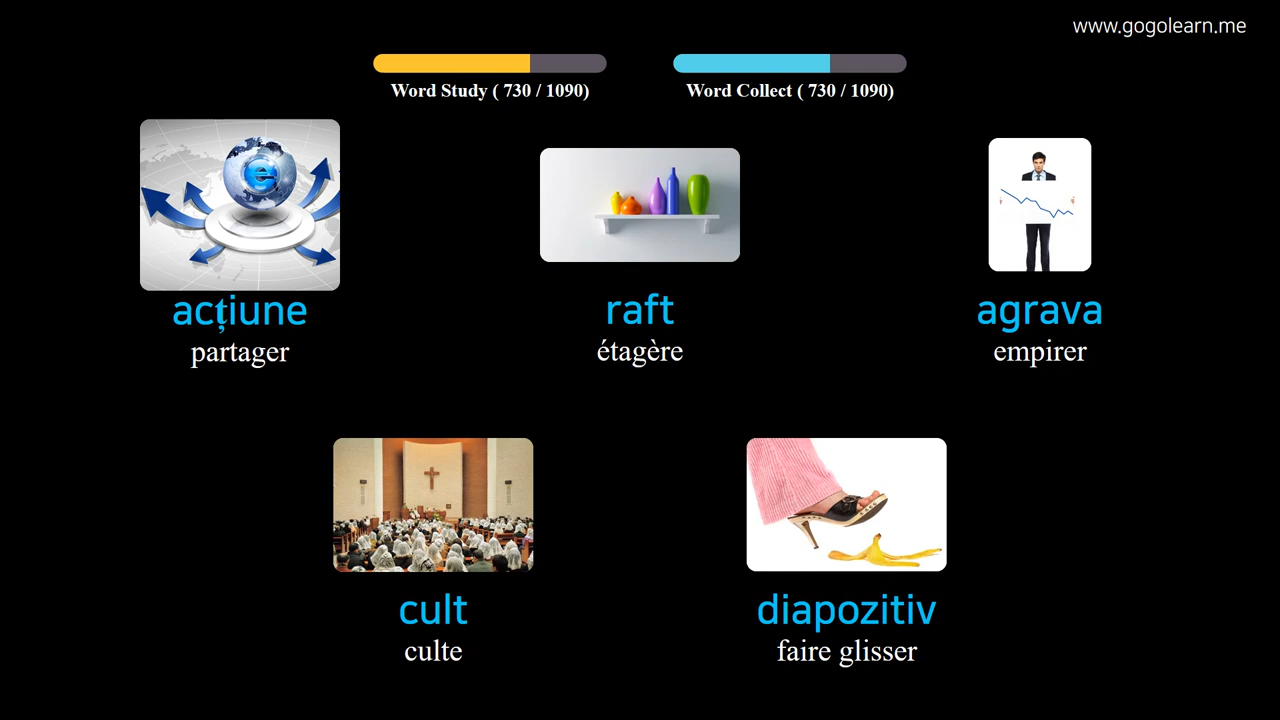 www.gogolearn.me
Word Study ( 730 / 1090)
Word Collect ( 730 / 1090)
acțiune
partager
raft
étagère
agrava
empirer
cult
culte
diapozitiv
faire glisser